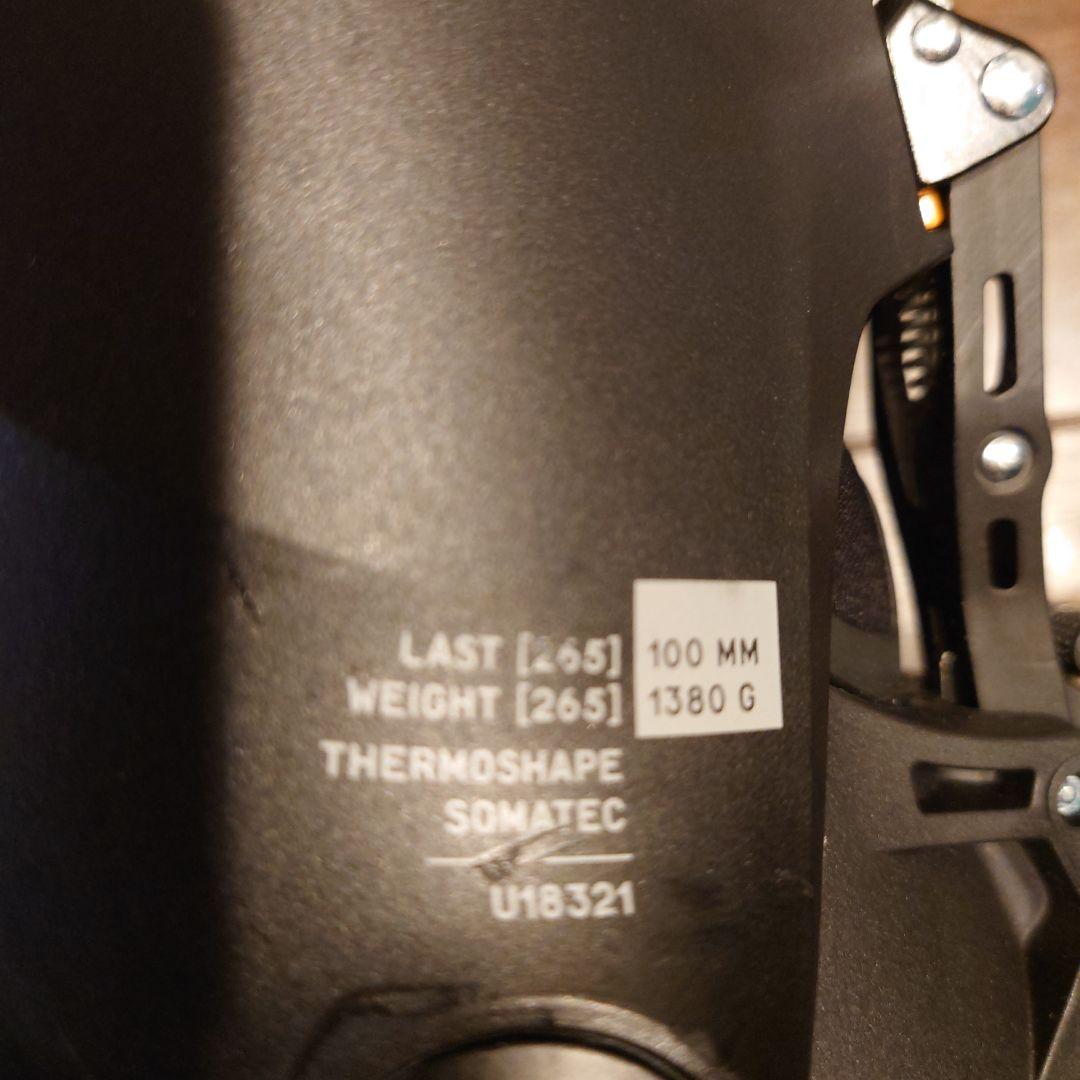 LAST [265] 100 MM
WEIGHT [265] 1380 G
THERMOSHAPE
SOMATEC
U18321